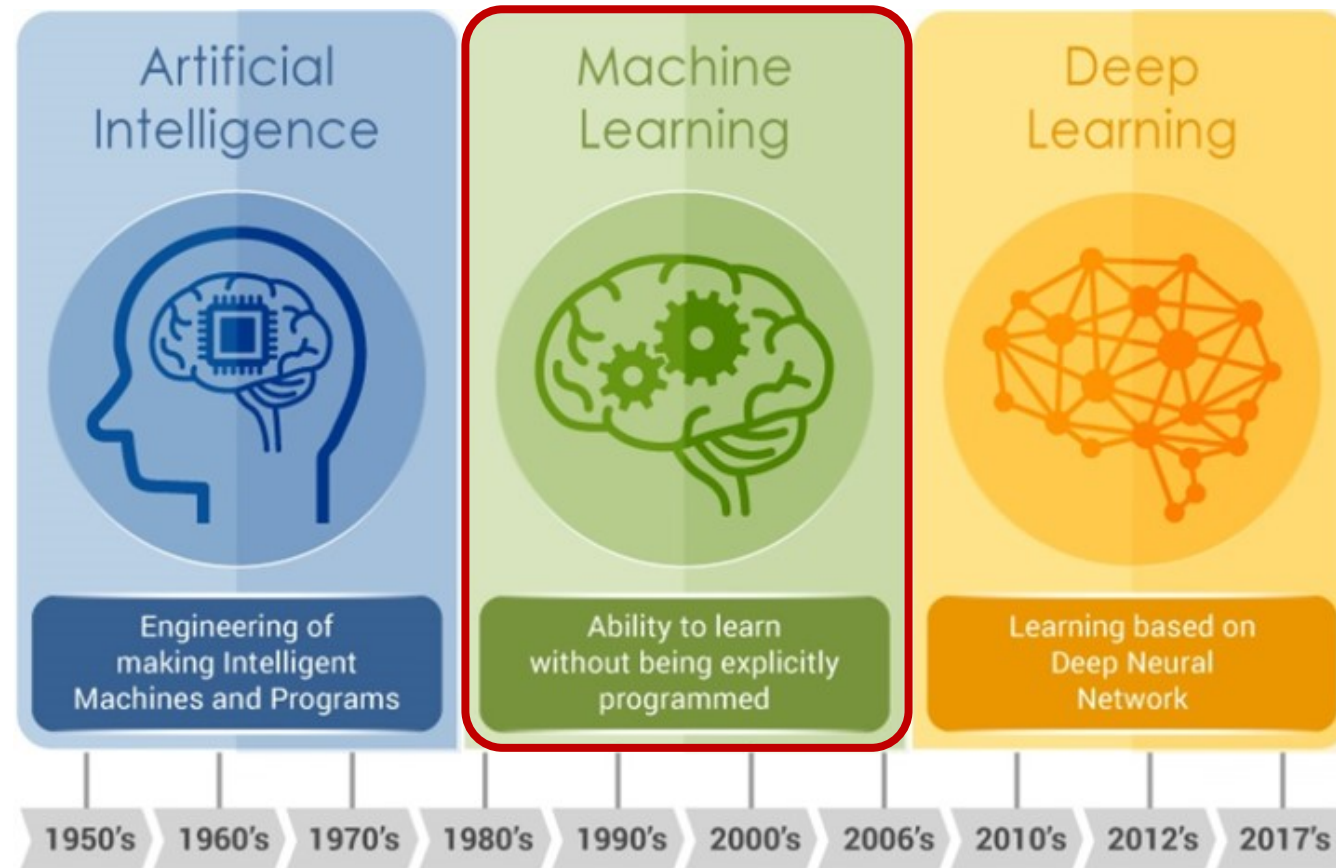 Artificial
Intelligence
Machine
Learning
Deep
Learning
Engineering of
making Intelligent
Machines and Programs
Ability to learn
without being explicitly
programmed
Learning based on
Deep Neural
Network
1950's 1960's 1970's 1980's 1990's 2000's 2006's 2010's 2012's 2017's